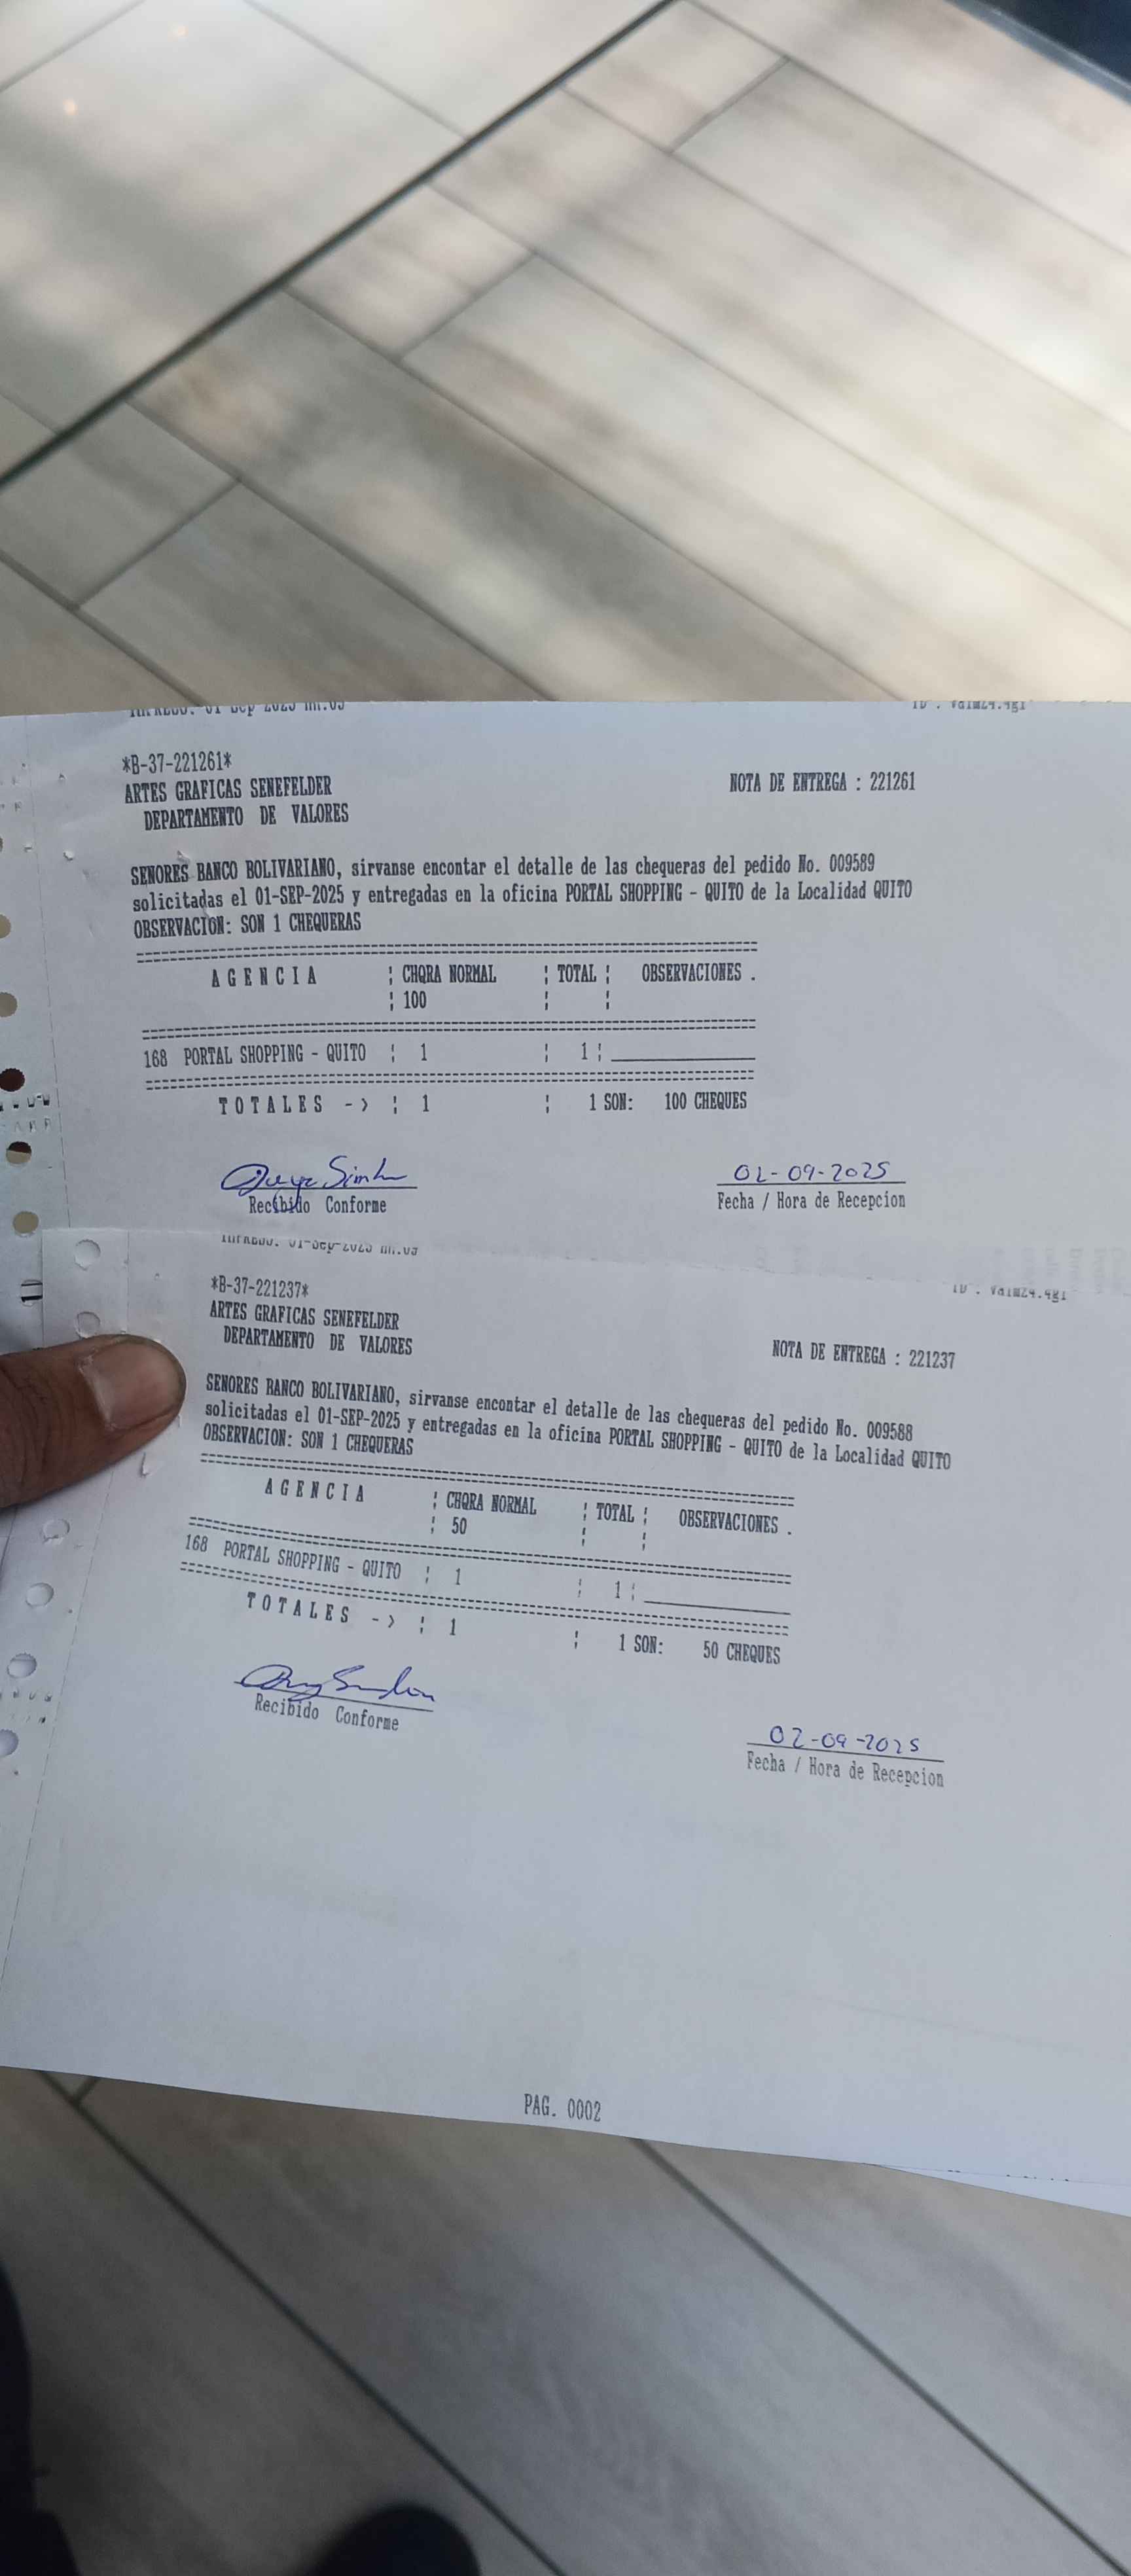 *B-37-221261*
ARTES GRAFICAS SENEFELDER
NOTA DE ENTREGA : 221261
DEPARTAMENTO DE VALORES
SENORES BANCO BOLIVARIANO, sirvanse encontar el detalle de las chequeras del pedido No. 009589
solicitadas el 01-SEP-2025 y entregadas en la oficina PORTAL SHOPPING - QUITO de la Localidad QUITO
OBSERVACION: SON 1 CHEQUERAS
A G E N C I A ¦ CHQRA NORMAL ¦ TOTAL ¦ OBSERVACIONES .
¦ 100 ¦ ¦
168 PORTAL SHOPPING - QUITO ¦ 1 ¦ 1 ¦
T O T A L E S - > ¦ 1 ¦ 1 SON: 100 CHEQUES
02-09-2025
Recibido Conforme
Fecha / Hora de Recepcion
*B-37-221237*
ARTES GRAFICAS SENEFELDER
DEPARTAMENTO DE VALORES
NOTA DE ENTREGA : 221237
SENORES BANCO BOLIVARIANO, sirvanse encontar el detalle de las chequeras del pedido No. 009588
solicitadas el 01-SEP-2025 y entregadas en la oficina PORTAL SHOPPING - QUITO de la Localidad QUITO
OBSERVACION: SON 1 CHEQUERAS
A G E N C I A ¦ CHQRA NORMAL ¦ TOTAL ¦ OBSERVACIONES .
¦ 50 ¦ ¦
168 PORTAL SHOPPING - QUITO ¦ 1 ¦ 1 ¦
T O T A L E S - > ¦ 1 ¦ 1 SON: 50 CHEQUES
Recibido Conforme
02-09-2025
Fecha / Hora de Recepcion
PAG. 0002